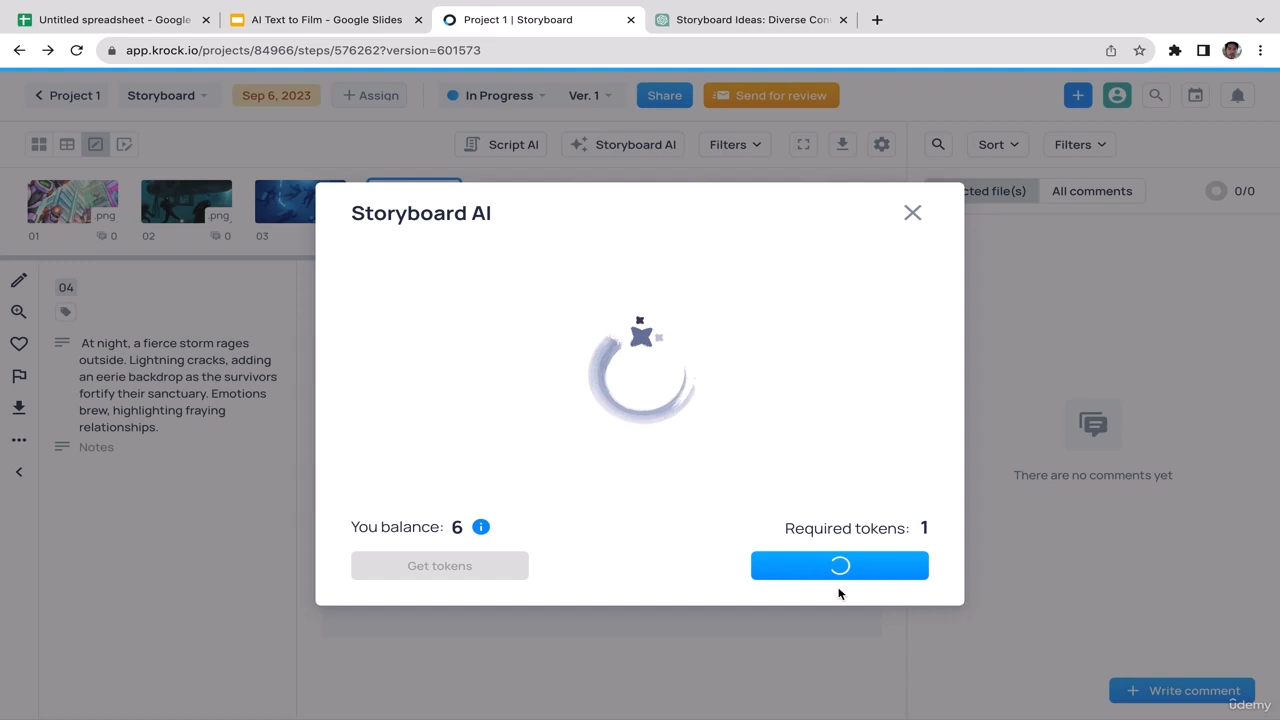 Untitled spreadsheet - Google
AI Text to Film - Google Slides
Project 1 | Storyboard
Storyboard Ideas: Diverse Con
app.krock.io/projects/84966/steps/576262?version=601573
Project 1
Storyboard
Sep 6, 2023
Assign
In Progress
Ver. 1
Share
Send for review
Script AI
Storyboard AI
Filters
Sort
Filters
.png
.png
cted file(s)
All comments
0/0
01
0
02
0
03
Storyboard AI
04
At night, a fierce storm rages
outside. Lightning cracks, adding
an eerie backdrop as the survivors
fortify their sanctuary. Emotions
brew, highlighting fraying
relationships.
Notes
There are no comments yet
You balance: 6
Required tokens: 1
Get tokens
Write comment
ûdemy